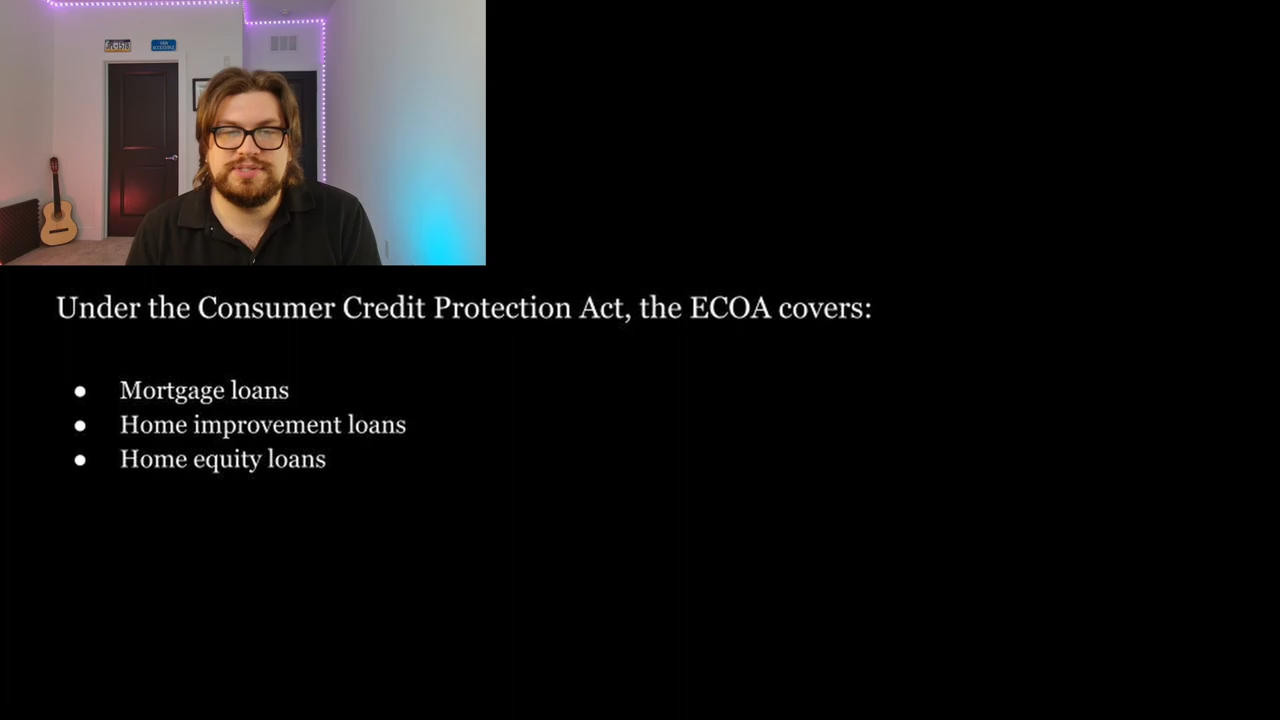 Under the Consumer Credit Protection Act, the ECOA covers:
● Mortgage loans
● Home improvement loans
● Home equity loans